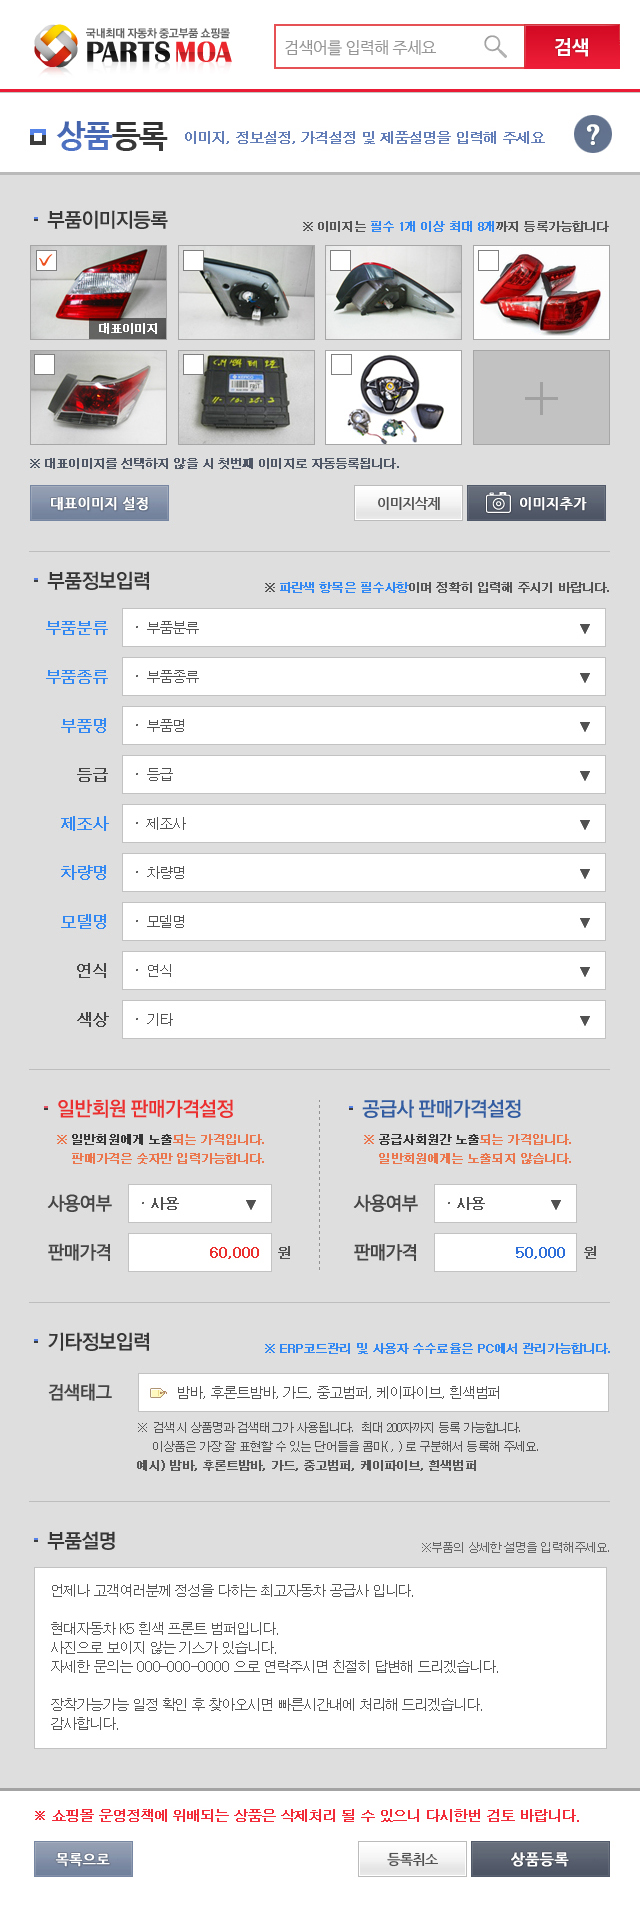 국내최대 자동차 중고부품 쇼핑몰
PARTS MOA
검색어를 입력해 주세요
검색
상품등록 이미지, 정보설정, 가격설정 및 제품설명을 입력해 주세요
?
부품이미지등록
※ 이미지는 필수 1개 이상 최대 8개까지 등록가능합니다
대표이미지
※ 대표이미지를 선택하지 않을 시 첫번째 이미지로 자동등록됩니다.
대표이미지 설정
이미지삭제
이미지추가
부품정보입력
※ 파란색 항목은 필수사항이며 정확히 입력해 주시기 바랍니다.
부품분류 · 부품분류 ▼
부품종류 · 부품종류 ▼
부품명 · 부품명 ▼
등급 · 등급 ▼
제조사 · 제조사 ▼
차량명 · 차량명 ▼
모델명 · 모델명 ▼
연식 · 연식 ▼
색상 · 기타 ▼
일반회원 판매가격설정
※ 일반회원에게 노출되는 가격입니다.
판매가격은 숫자만 입력가능합니다.
사용여부 · 사용 ▼
판매가격 60,000 원
공급사 판매가격설정
※ 공급사회원간 노출되는 가격입니다.
일반회원에게는 노출되지 않습니다.
사용여부 · 사용 ▼
판매가격 50,000 원
기타정보입력
※ ERP코드관리 및 사용자 수수료율은 PC에서 관리가능합니다.
검색태그 밤바, 후론트밤바, 가드, 중고범퍼, 케이파이브, 흰색범퍼
※ 검색시 상품명과 검색태그가 사용됩니다. 최대 200자까지 등록 가능합니다.
이상품은 가장 잘 표현할 수 있는 단어들을 콤마( , ) 로 구분해서 등록해 주세요.
예시) 밤바, 후론트밤바, 가드, 중고범퍼, 케이파이브, 흰색범퍼
부품설명
※부품의 상세한 설명을 입력해주세요.
언제나 고객여러분께 정성을 다하는 최고자동차 공급사 입니다.
현대자동차 K5 흰색 프론트 범퍼입니다.
사진으로 보이지 않는 기스가 있습니다.
자세한 문의는 000-000-0000 으로 연락주시면 친절히 답변해 드리겠습니다.
장착가능가능 일정 확인 후 찾아오시면 빠른시간내에 처리해 드리겠습니다.
감사합니다.
※ 쇼핑몰 운영정책에 위배되는 상품은 삭제처리 될 수 있으니 다시한번 검토 바랍니다.
목록으로
등록취소
상품등록